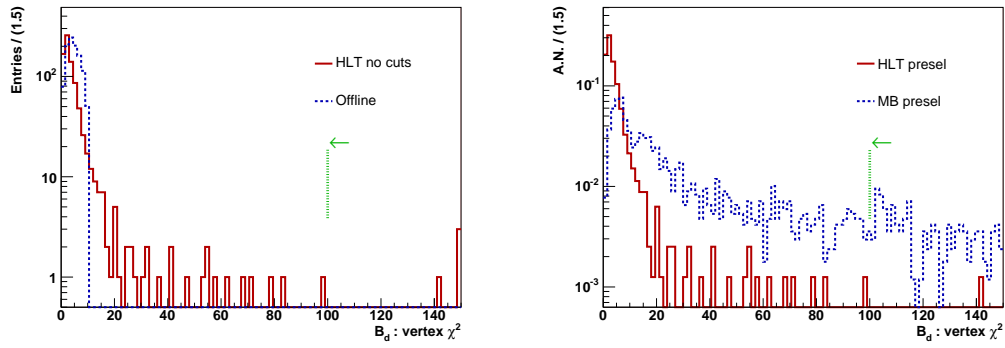 Entries / (1.5)
10²
10
1
HLT no cuts
Offline
0 20 40 60 80 100 120 140
B_d : vertex χ²
A.N. / (1.5)
10⁻¹
10⁻²
10⁻³
HLT presel
MB presel
0 20 40 60 80 100 120 140
B_d : vertex χ²